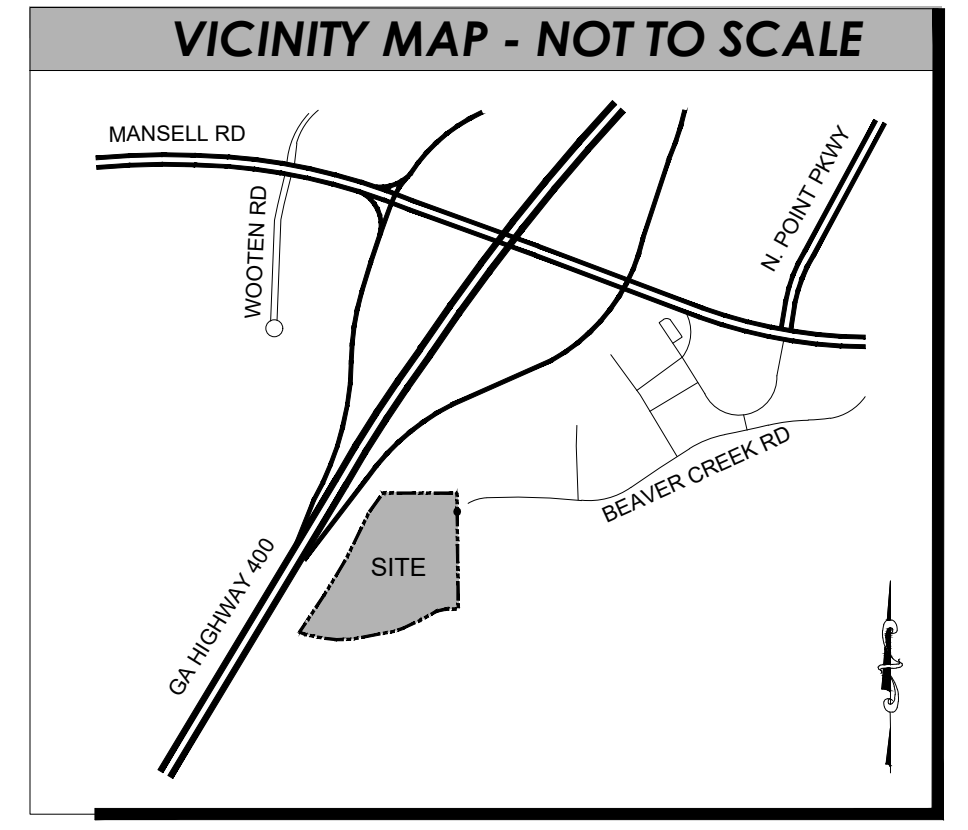 VICINITY MAP - NOT TO SCALE
MANSELL RD
WOOTEN RD
N. POINT PKWY
BEAVER CREEK RD
SITE
GA HIGHWAY 400